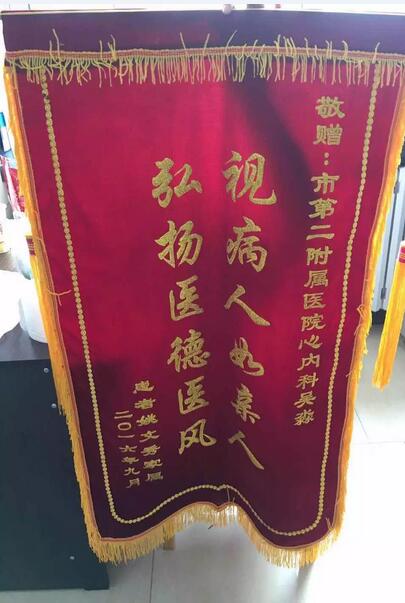 敬赠：市第二附属医院心内科吴淼
视病人如亲人
弘扬医德医风
患者姚文秀家属
二〇一六年九月